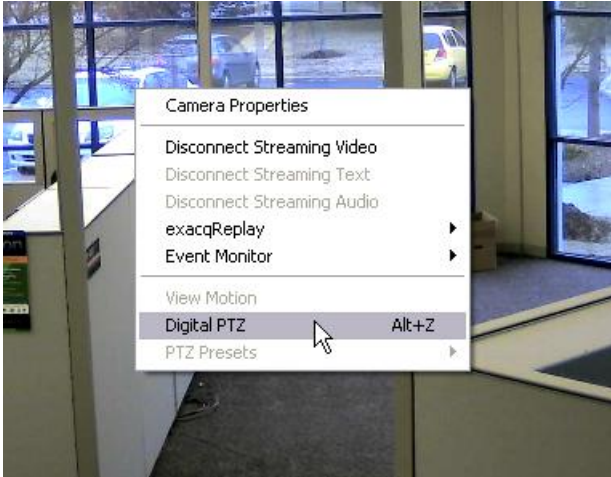 Camera Properties
Disconnect Streaming Video
Disconnect Streaming Text
Disconnect Streaming Audio
exacqReplay
Event Monitor
View Motion
Digital PTZ Alt+Z
PTZ Presets